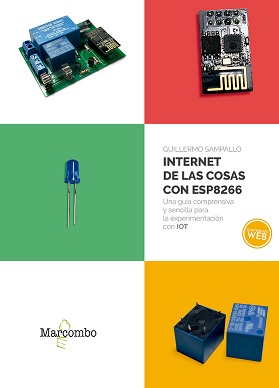 GUILLERMO SAMPALLO
INTERNET
DE LAS COSAS
CON ESP8266
Una guía comprensiva
y sencilla para
la experimentación
con IOT
WEB
Marcombo